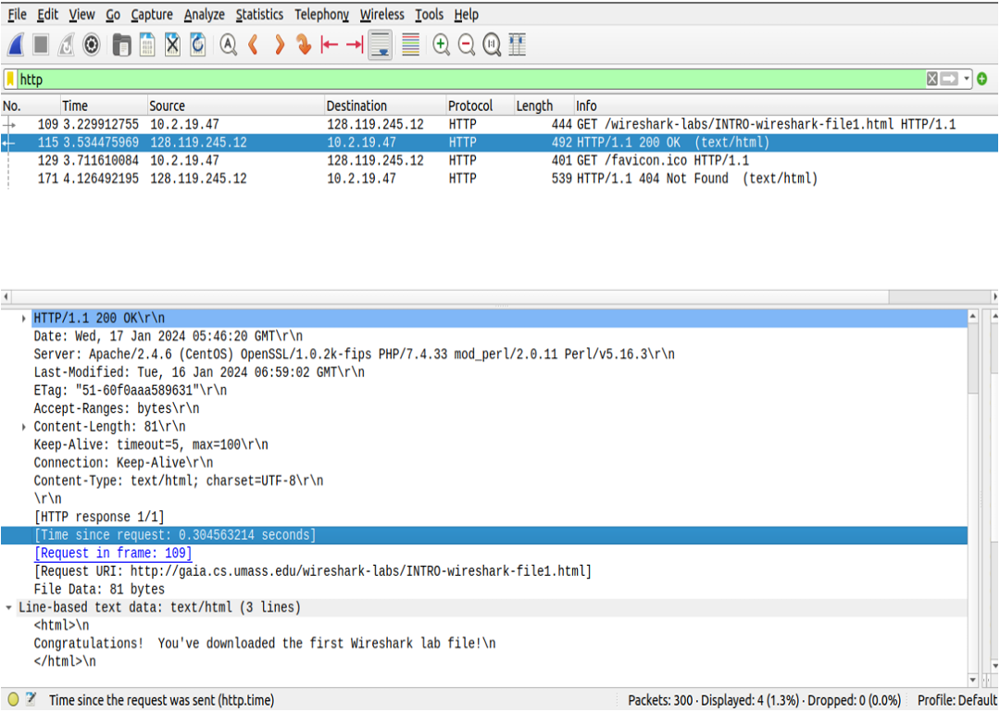 File Edit View Go Capture Analyze Statistics Telephony Wireless Tools Help
http
No. Time Source Destination Protocol Length Info
109 3.229912755 10.2.19.47 128.119.245.12 HTTP 444 GET /wireshark-labs/INTRO-wireshark-file1.html HTTP/1.1
115 3.534475969 128.119.245.12 10.2.19.47 HTTP 492 HTTP/1.1 200 OK (text/html)
129 3.711610084 10.2.19.47 128.119.245.12 HTTP 401 GET /favicon.ico HTTP/1.1
171 4.126492195 128.119.245.12 10.2.19.47 HTTP 539 HTTP/1.1 404 Not Found (text/html)
HTTP/1.1 200 OK\r\n
Date: Wed, 17 Jan 2024 05:46:20 GMT\r\n
Server: Apache/2.4.6 (CentOS) OpenSSL/1.0.2k-fips PHP/7.4.33 mod_perl/2.0.11 Perl/v5.16.3\r\n
Last-Modified: Tue, 16 Jan 2024 06:59:02 GMT\r\n
ETag: "51-60f0aaa589631"\r\n
Accept-Ranges: bytes\r\n
Content-Length: 81\r\n
Keep-Alive: timeout=5, max=100\r\n
Connection: Keep-Alive\r\n
Content-Type: text/html; charset=UTF-8\r\n
\r\n
[HTTP response 1/1]
[Time since request: 0.304563214 seconds]
[Request in frame: 109]
[Request URI: http://gaia.cs.umass.edu/wireshark-labs/INTRO-wireshark-file1.html]
File Data: 81 bytes
Line-based text data: text/html (3 lines)
<html>\n
Congratulations! You've downloaded the first Wireshark lab file!\n
</html>\n
Time since the request was sent (http.time) Packets: 300 · Displayed: 4 (1.3%) · Dropped: 0 (0.0%) Profile: Default